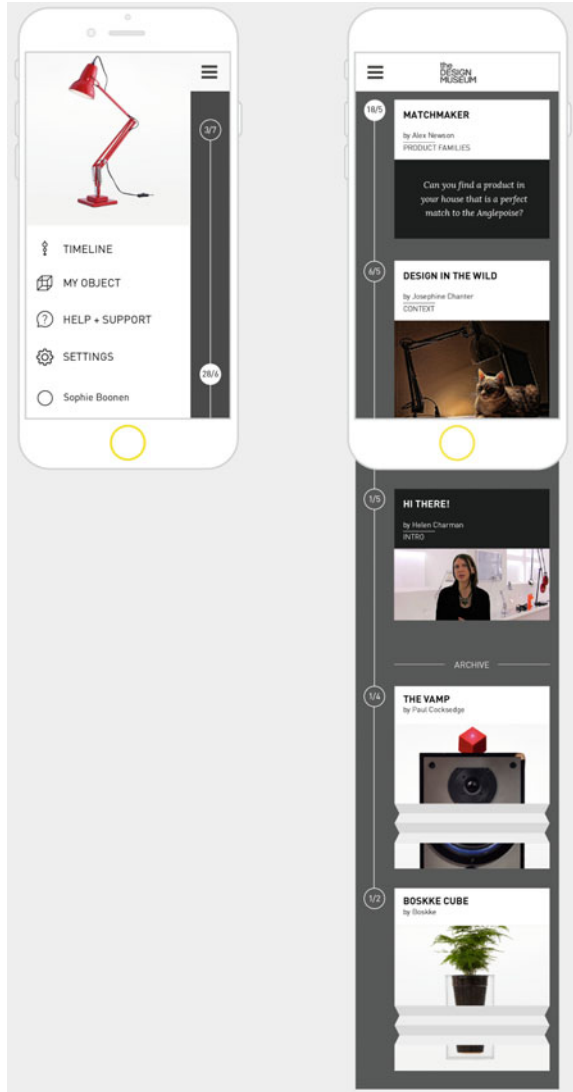 3/7
TIMELINE
MY OBJECT
HELP + SUPPORT
SETTINGS
28/6
Sophie Boonen
the
DESIGN
MUSEUM
18/5
MATCHMAKER
by Alex Newson
PRODUCT FAMILIES
Can you find a product in
your house that is a perfect
match to the Anglepoise?
6/5
DESIGN IN THE WILD
by Josephine Chanter
CONTEXT
1/5
HI THERE!
by Helen Charman
INTRO
ARCHIVE
1/4
THE VAMP
by Paul Cocksedge
1/2
BOSKKE CUBE
by Boskke